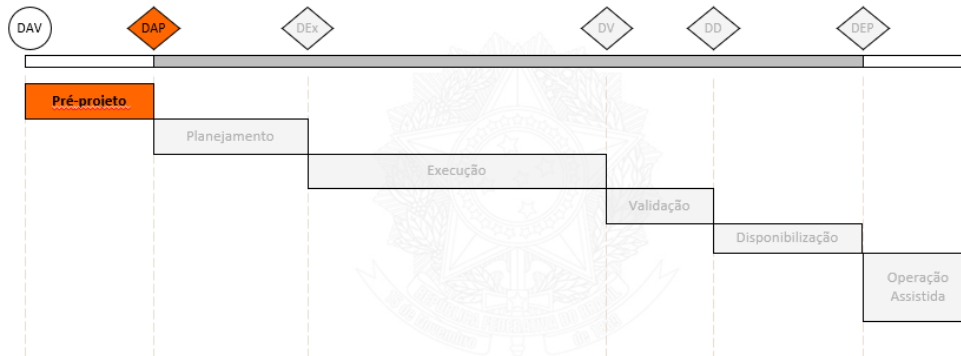 DAV
DAP
DEx
DV
DD
DEP
Pré-projeto
Planejamento
Execução
Validação
Disponibilização
Operação
Assistida